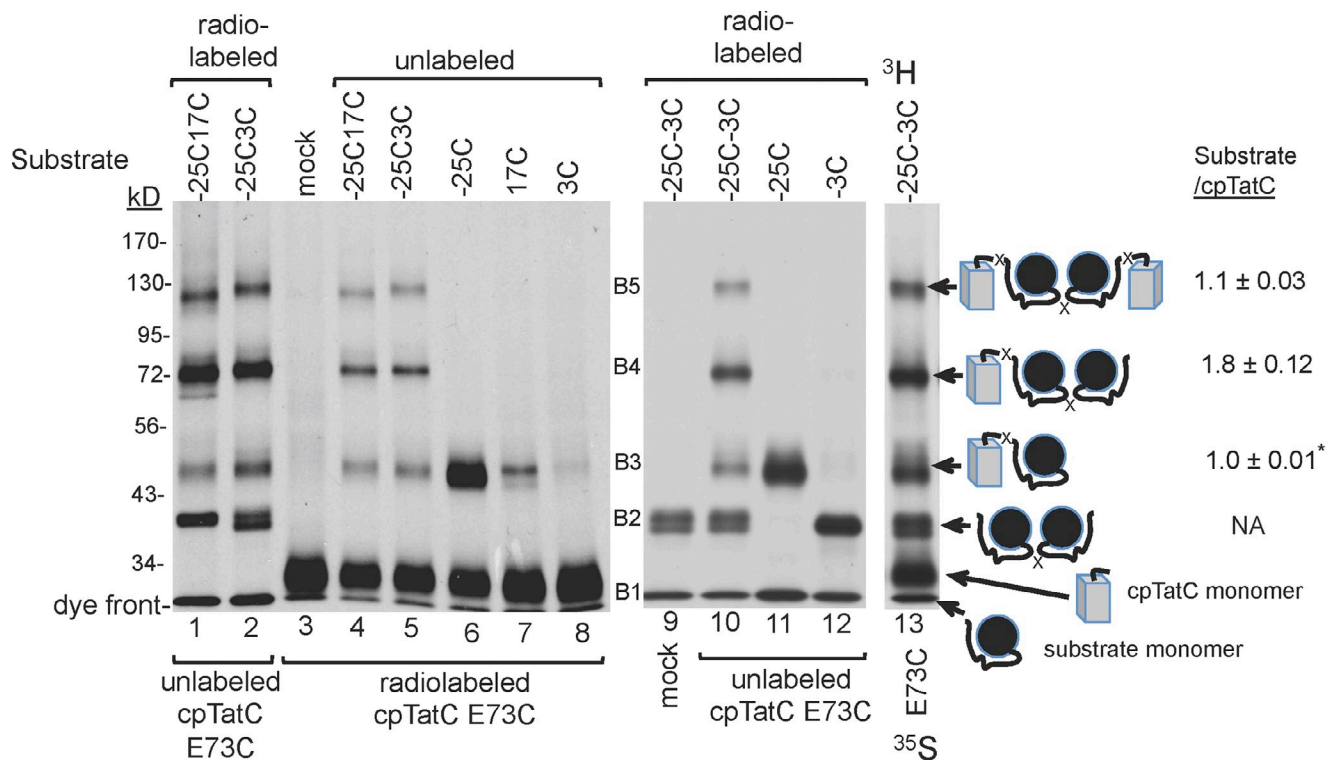 radio-
labeled
unlabeled
radio-
labeled
³H
Substrate
-25C17C
-25C3C
mock
-25C17C
-25C3C
-25C
17C
3C
-25C-3C
-25C-3C
-25C
-3C
-25C-3C
Substrate
/cpTatC
kD
170-
130-
95-
72-
56-
43-
34-
dye front-
B5
B4
B3
B2
B1
x x x
1.1 ± 0.03
x x
1.8 ± 0.12
x
1.0 ± 0.01*
x
NA
cpTatC monomer
substrate monomer
1 2 3 4 5 6 7 8 9 10 11 12 13
unlabeled
cpTatC
E73C
radiolabeled
cpTatC E73C
mock
unlabeled
cpTatC E73C
E73C
³⁵S